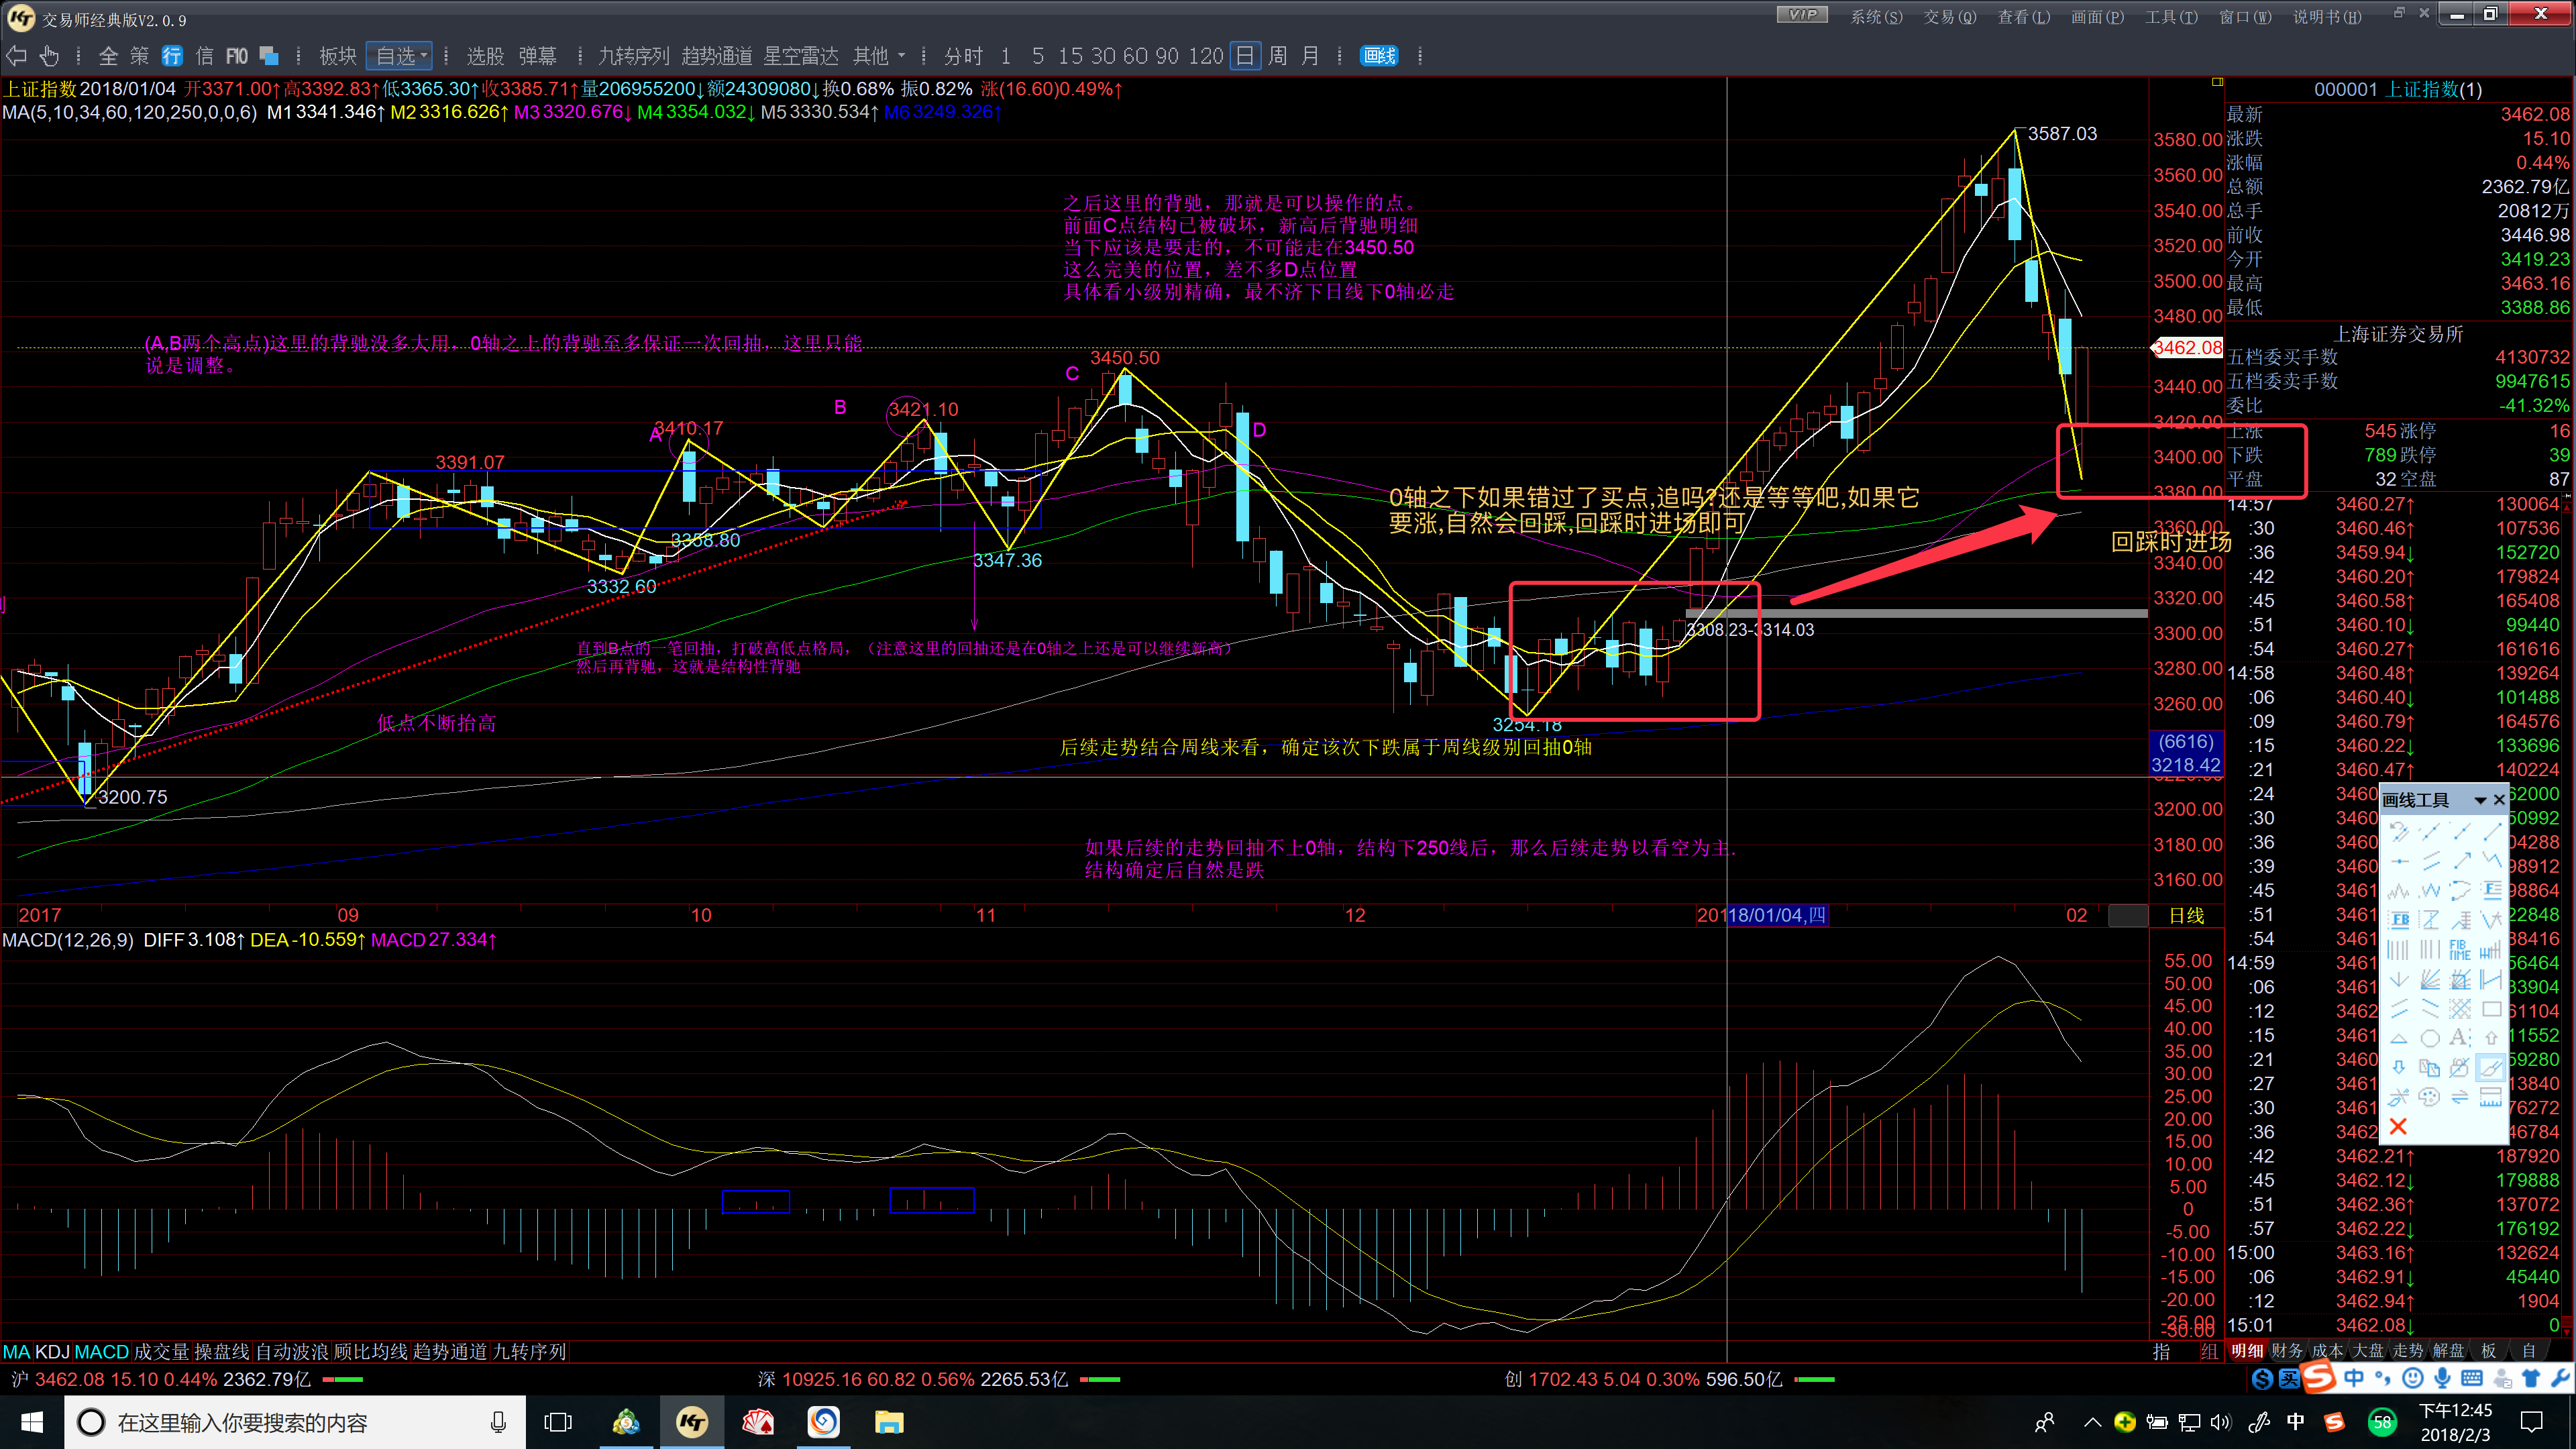 交易师经典版V2.0.9
VIP 系统(S) 交易(Q) 查看(L) 画面(P) 工具(T) 窗口(W) 说明书(H)
全 策 行 信 F10 板块 自选 选股 弹幕 九转序列 趋势通道 星空雷达 其他 分时 1 5 15 30 60 90 120 日 周 月 画线
上证指数 2018/01/04 开3371.00↑高3392.83↑低3365.30↑收3385.71↑量206955200↓额24309080↓换0.68% 振0.82% 涨(16.60)0.49%↑
MA(5,10,34,60,120,250,0,0,6) M1 3341.346↑ M2 3316.626↑ M3 3320.676↓ M4 3354.032↓ M5 3330.534↑ M6 3249.326↑
3587.03
之后这里的背驰，那就是可以操作的点。
前面C点结构已被破坏，新高后背驰明细
当下应该是要走的，不可能走在3450.50
这么完美的位置，差不多D点位置
具体看小级别精确，最不济下日线下0轴必走
(A,B两个高点)这里的背驰没多大用，0轴之上的背驰至多保证一次回抽，这里只能
说是调整。
3450.50
C
B
3421.10
3410.17
A
D
3391.07
0轴之下如果错过了买点,追吗?还是等等吧,如果它
要涨,自然会回踩,回踩时进场即可
回踩时进场
3358.80
3347.36
3332.60
3308.23-3314.03
直到B点的一笔回抽，打破高低点格局，（注意这里的回抽还是在0轴之上还是可以继续新高）
然后再背驰，这就是结构性背驰
低点不断抬高
3254.18
后续走势结合周线来看，确定该次下跌属于周线级别回抽0轴
3200.75
如果后续的走势回抽不上0轴，结构下250线后，那么后续走势以看空为主.
结构确定后自然是跌
3580.00
3560.00
3540.00
3520.00
3500.00
3480.00
3462.08
3440.00
3420.00
3400.00
3380.00
3360.00
3340.00
3320.00
3300.00
3280.00
3260.00
(6616)
3218.42
3200.00
3180.00
3160.00
2017 09 10 11 12 201 18/01/04,四 02 日线
MACD(12,26,9) DIFF 3.108↑ DEA -10.559↑ MACD 27.334↑
55.00
50.00
45.00
40.00
35.00
30.00
25.00
20.00
15.00
10.00
5.00
0
-5.00
-10.00
-15.00
-20.00
-30.00
MA KDJ MACD 成交量 操盘线 自动波浪 顾比均线 趋势通道 九转序列 指 组
000001 上证指数(1)
最新 3462.08
涨跌 15.10
涨幅 0.44%
总额 2362.79亿
总手 20812万
前收 3446.98
今开 3419.23
最高 3463.16
最低 3388.86
上海证券交易所
五档委买手数 4130732
五档委卖手数 9947615
委比 -41.32%
上涨 545 涨停 16
下跌 789 跌停 39
平盘 32 空盘 87
14:57 3460.27↑ 130064
:30 3460.46↑ 107536
:36 3459.94↓ 152720
:42 3460.20↑ 179824
:45 3460.58↑ 165408
:51 3460.10↓ 99440
:54 3460.27↑ 161616
14:58 3460.48↑ 139264
:06 3460.40↓ 101488
:09 3460.79↑ 164576
:15 3460.22↓ 133696
:21 3460.47↑ 140224
:24 3460 62000
:30 3460 50992
:36 3460 04288
:39 3460 98912
:45 3461 98864
:51 3461 22848
:54 3461 38416
14:59 3461 56464
:06 3461 33904
:12 3462 61104
:15 3461 11552
:21 3460 59280
:27 3461 13840
:30 3461 76272
:36 3462 46784
:42 3462.21↑ 187920
:45 3462.12↓ 179888
:51 3462.36↑ 137072
:57 3462.22↓ 176192
15:00 3463.16↑ 132624
:06 3462.91↓ 45440
:12 3462.94↑ 1904
15:01 3462.08↓ 0
画线工具
FB
FIB
TIME
明细 财务 成本 大盘 走势 解盘 板 自
沪 3462.08 15.10 0.44% 2362.79亿 深 10925.16 60.82 0.56% 2265.53亿 创 1702.43 5.04 0.30% 596.50亿
中
在这里输入你要搜索的内容
中 58
下午12:45
2018/2/3